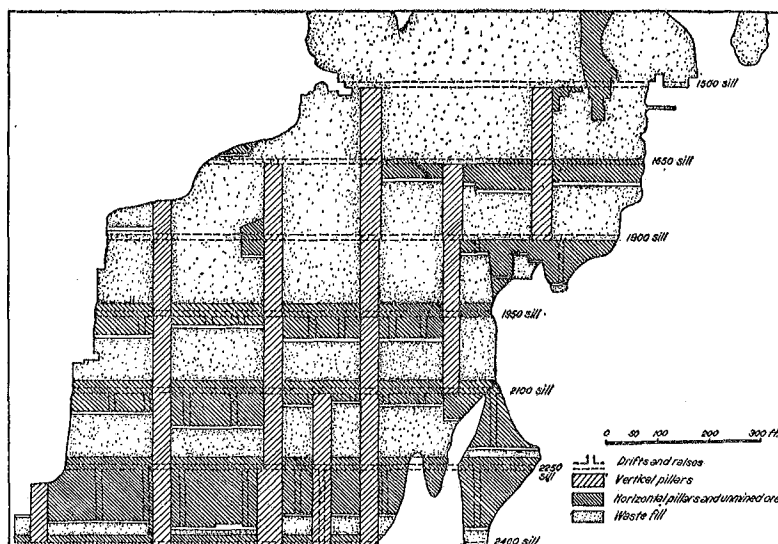 1500 sill
1650 sill
1800 sill
1950 sill
2100 sill
0 50 100 200 300 ft.
Drifts and raises
2250 sill
Vertical pillars
Horizontal pillars and unmined ore
Waste fill
2400 sill